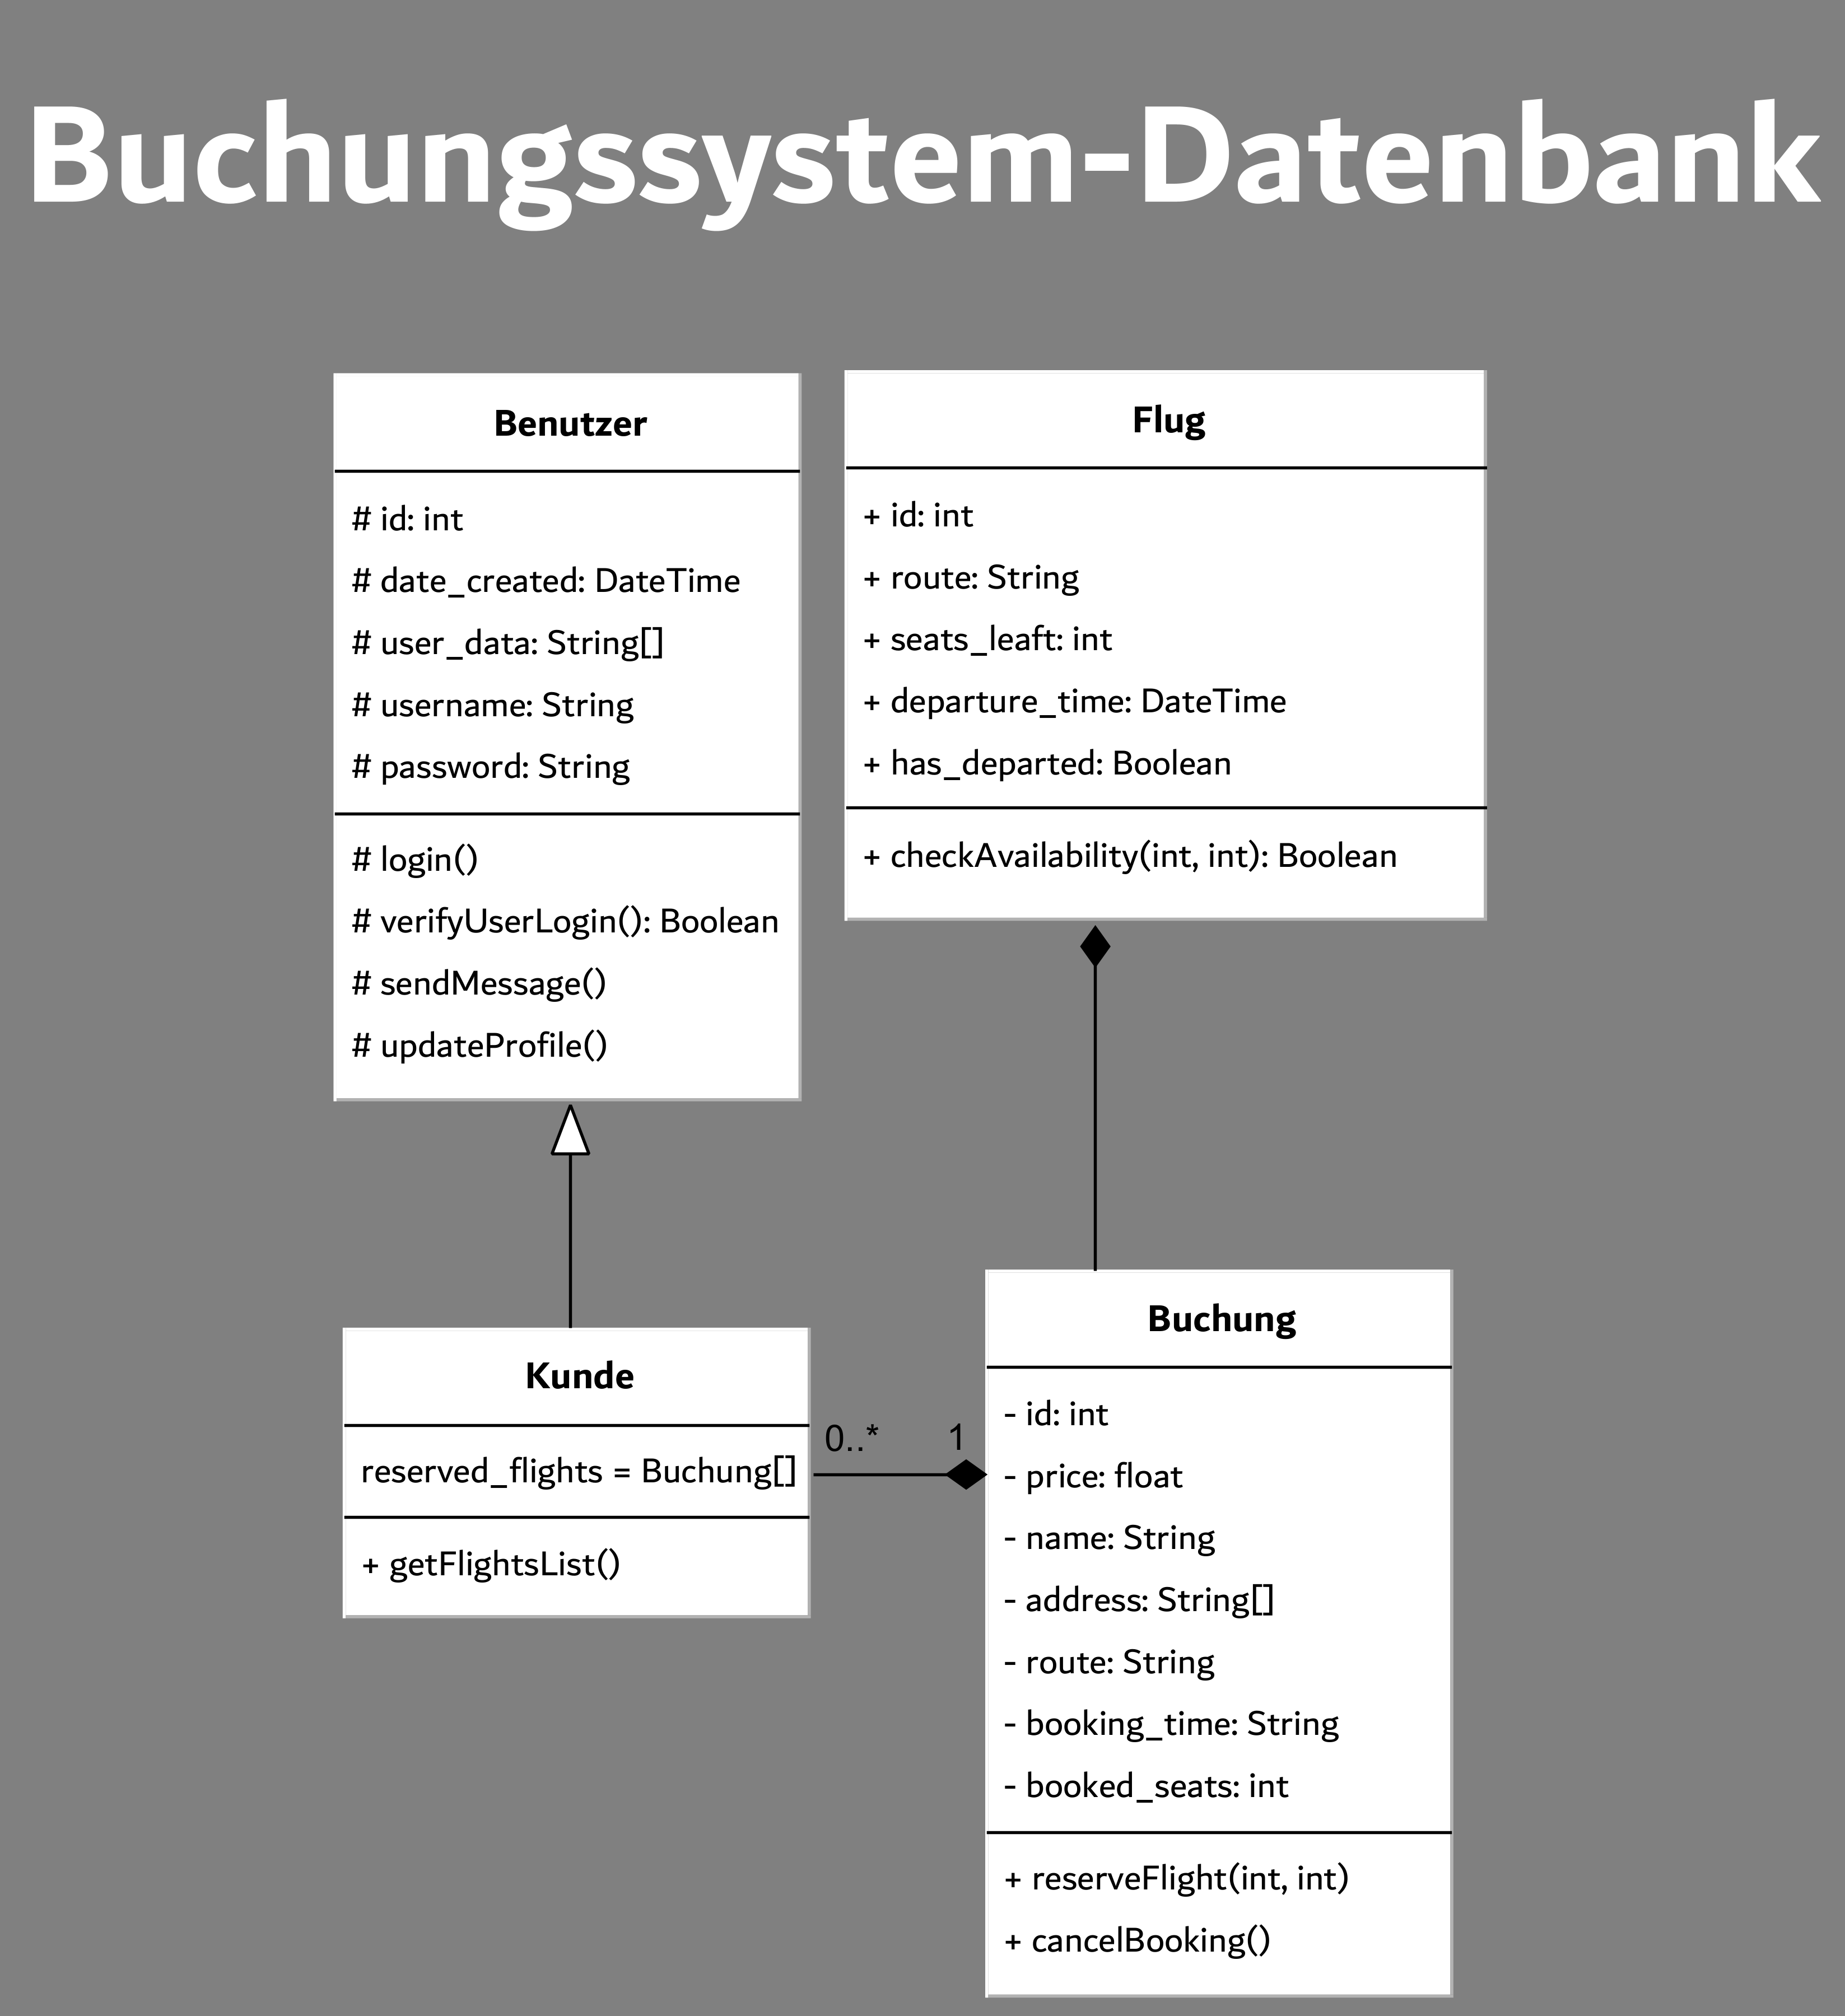 Buchungssystem-Datenbank
Benutzer
# id: int
# date_created: DateTime
# user_data: String[]
# username: String
# password: String
# login()
# verifyUserLogin(): Boolean
# sendMessage()
# updateProfile()
Flug
+ id: int
+ route: String
+ seats_leaft: int
+ departure_time: DateTime
+ has_departed: Boolean
+ checkAvailability(int, int): Boolean
Kunde
reserved_flights = Buchung[]
+ getFlightsList()
0..* 1
Buchung
- id: int
- price: float
- name: String
- address: String[]
- route: String
- booking_time: String
- booked_seats: int
+ reserveFlight(int, int)
+ cancelBooking()